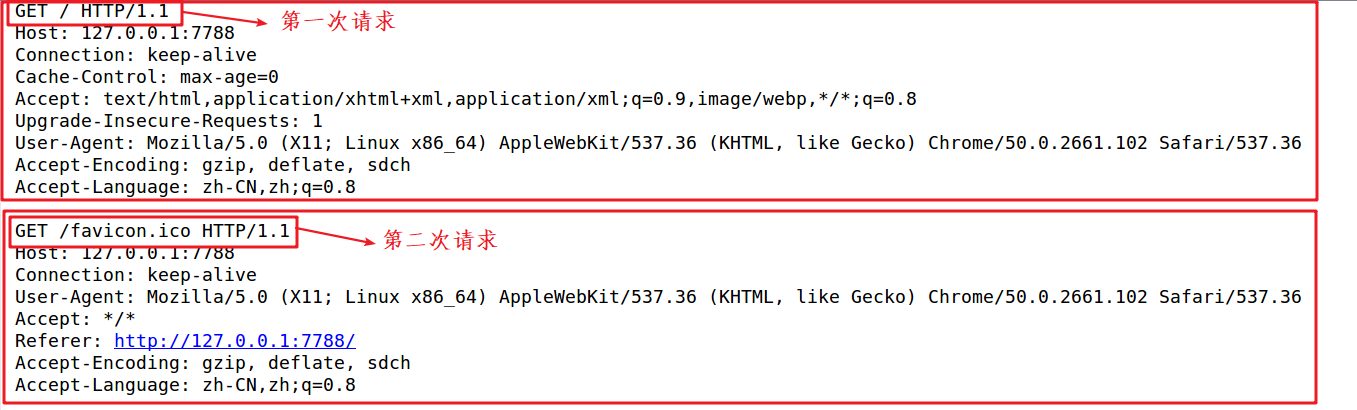 GET / HTTP/1.1
第一次请求
Host: 127.0.0.1:7788
Connection: keep-alive
Cache-Control: max-age=0
Accept: text/html,application/xhtml+xml,application/xml;q=0.9,image/webp,*/*;q=0.8
Upgrade-Insecure-Requests: 1
User-Agent: Mozilla/5.0 (X11; Linux x86_64) AppleWebKit/537.36 (KHTML, like Gecko) Chrome/50.0.2661.102 Safari/537.36
Accept-Encoding: gzip, deflate, sdch
Accept-Language: zh-CN,zh;q=0.8
GET /favicon.ico HTTP/1.1
第二次请求
Host: 127.0.0.1:7788
Connection: keep-alive
User-Agent: Mozilla/5.0 (X11; Linux x86_64) AppleWebKit/537.36 (KHTML, like Gecko) Chrome/50.0.2661.102 Safari/537.36
Accept: */*
Referer: http://127.0.0.1:7788/
Accept-Encoding: gzip, deflate, sdch
Accept-Language: zh-CN,zh;q=0.8